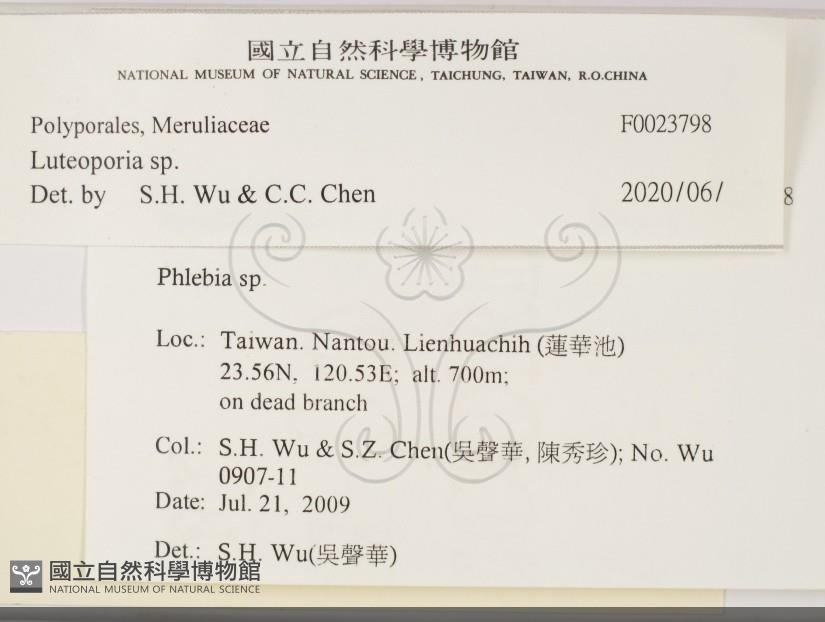 國立自然科學博物館
NATIONAL MUSEUM OF NATURAL SCIENCE, TAICHUNG, TAIWAN, R.O.CHINA
Polyporales, Meruliaceae F0023798
Luteoporia sp.
Det. by S.H. Wu & C.C. Chen 2020/06/
8
Phlebia sp.
Loc.: Taiwan. Nantou. Lienhuachih (蓮華池)
23.56N, 120.53E; alt. 700m;
on dead branch
Col.: S.H. Wu & S.Z. Chen(吳聲華, 陳秀珍); No. Wu
0907-11
Date: Jul. 21, 2009
Det.: S.H. Wu(吳聲華)
國立自然科學博物館
NATIONAL MUSEUM OF NATURAL SCIENCE